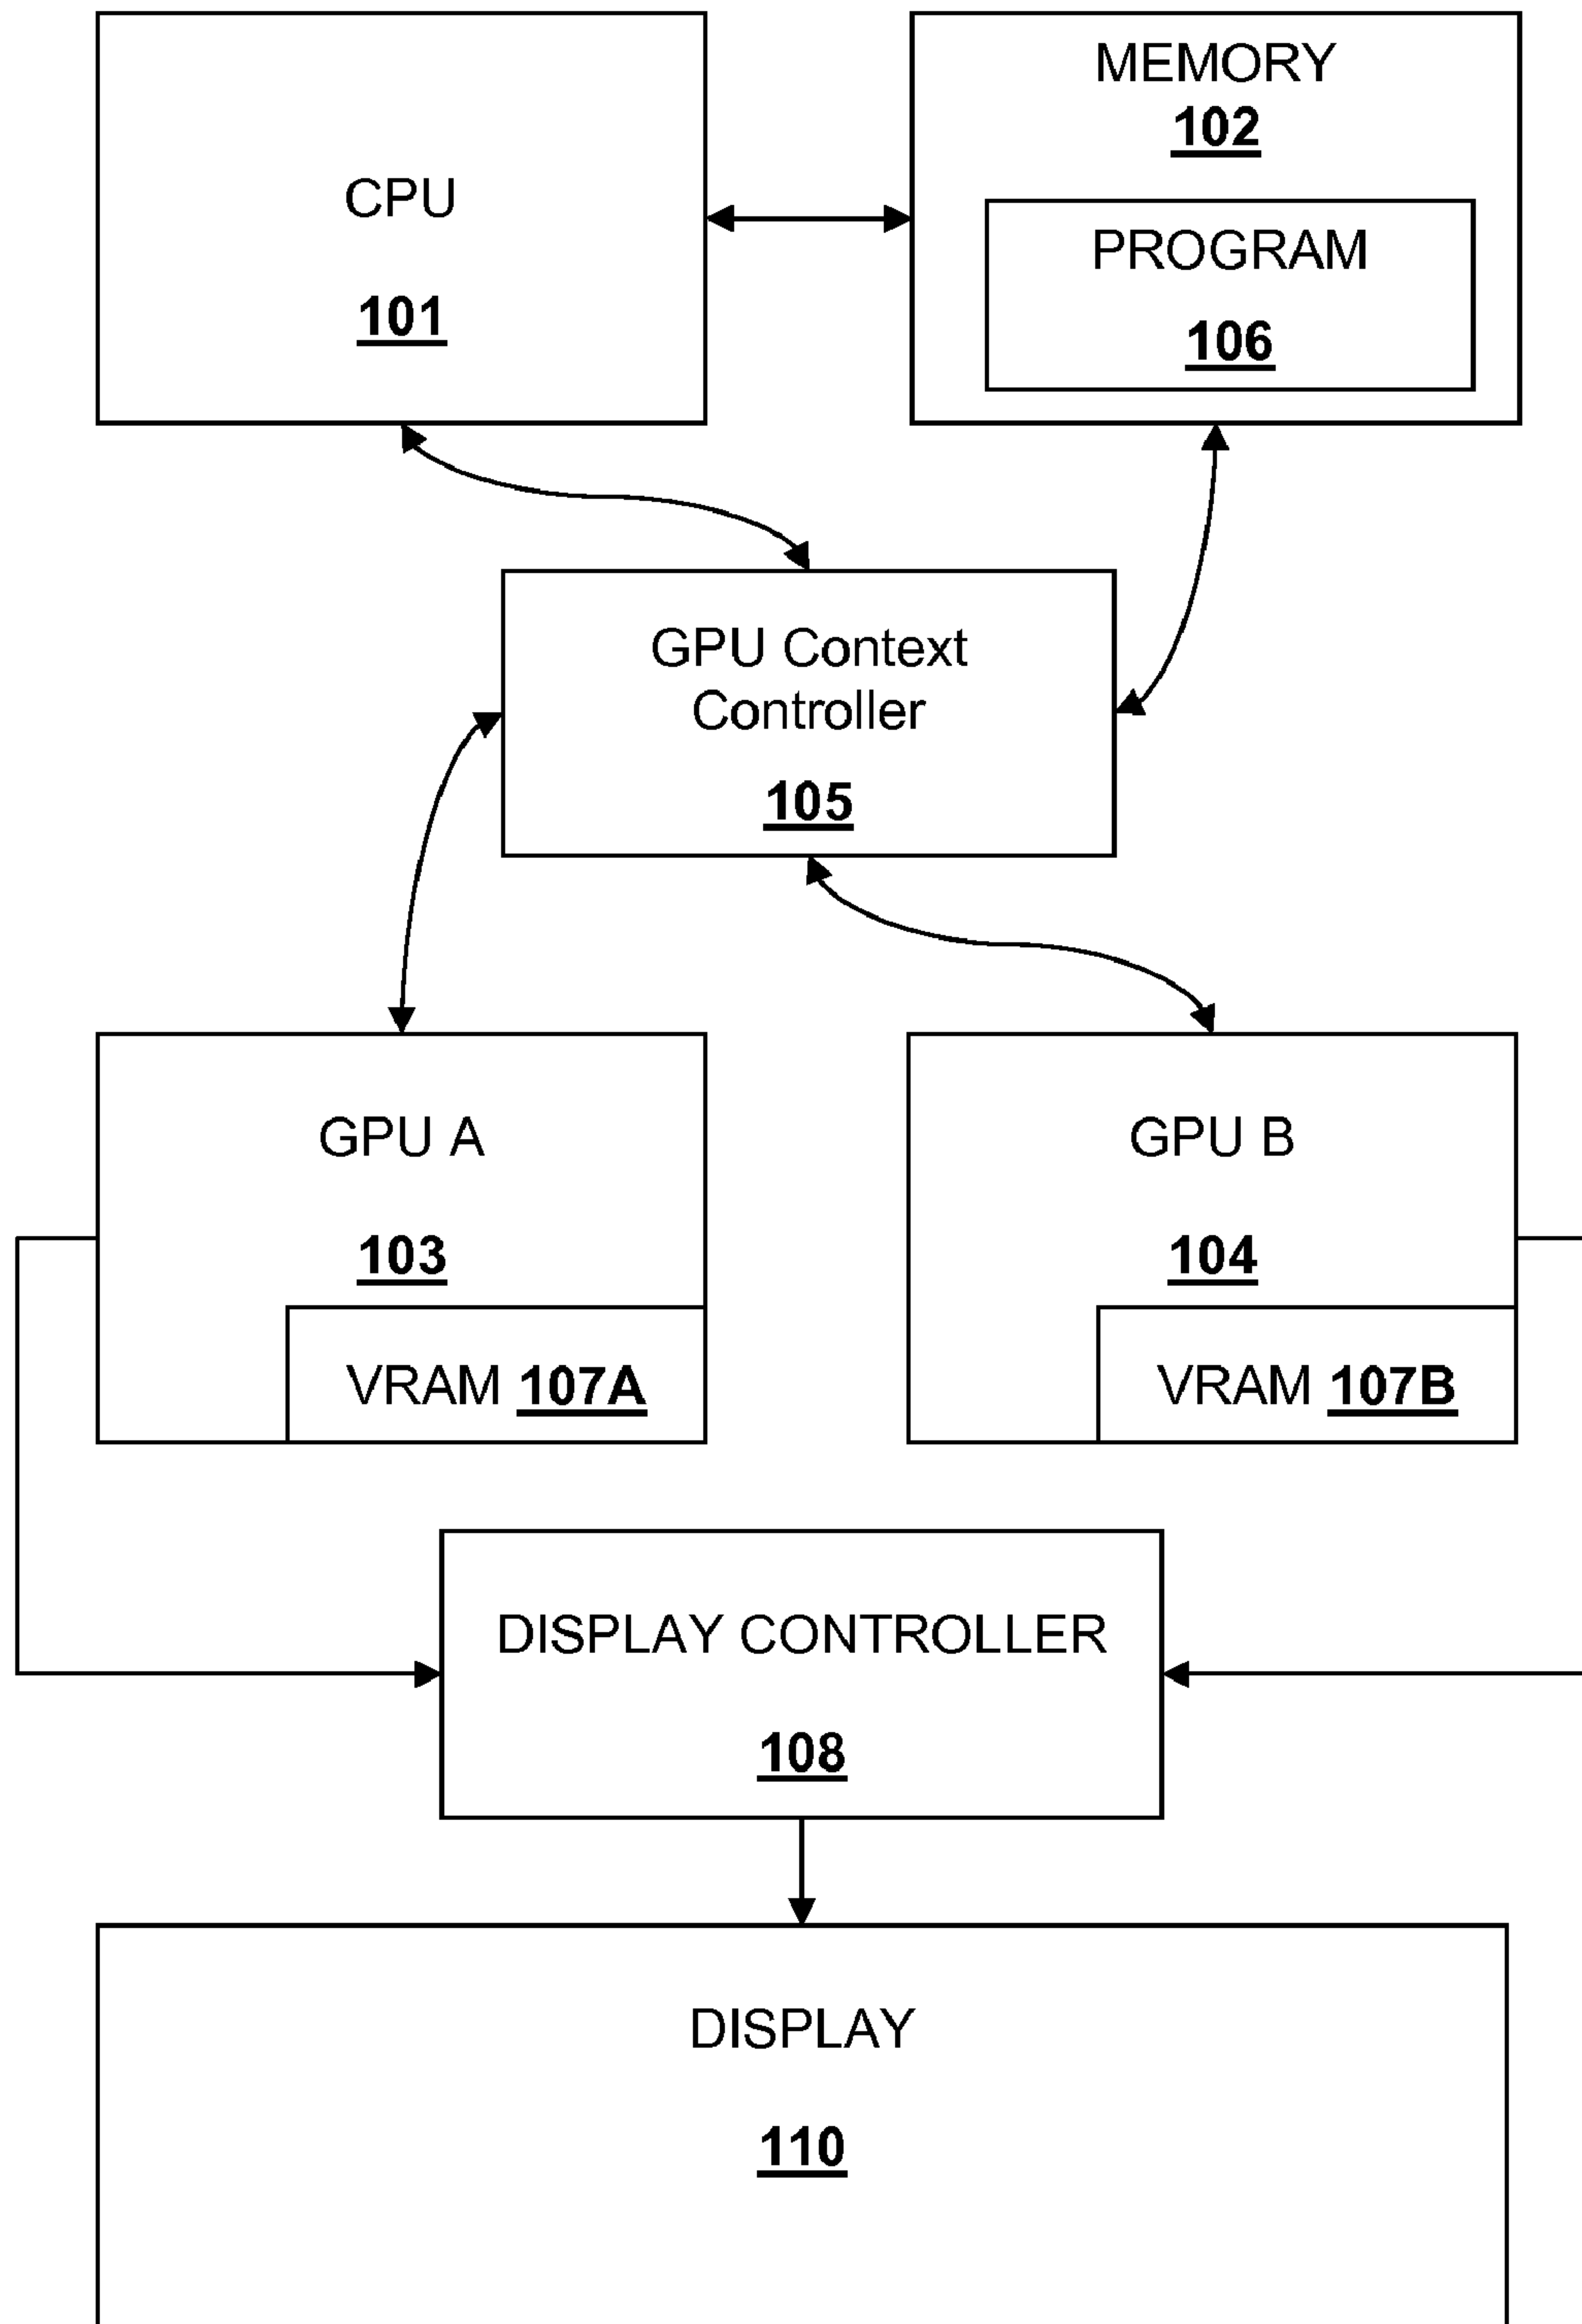 CPU
101
MEMORY
102
PROGRAM
106
GPU Context
Controller
105
GPU A
103
VRAM 107A
GPU B
104
VRAM 107B
DISPLAY CONTROLLER
108
DISPLAY
110